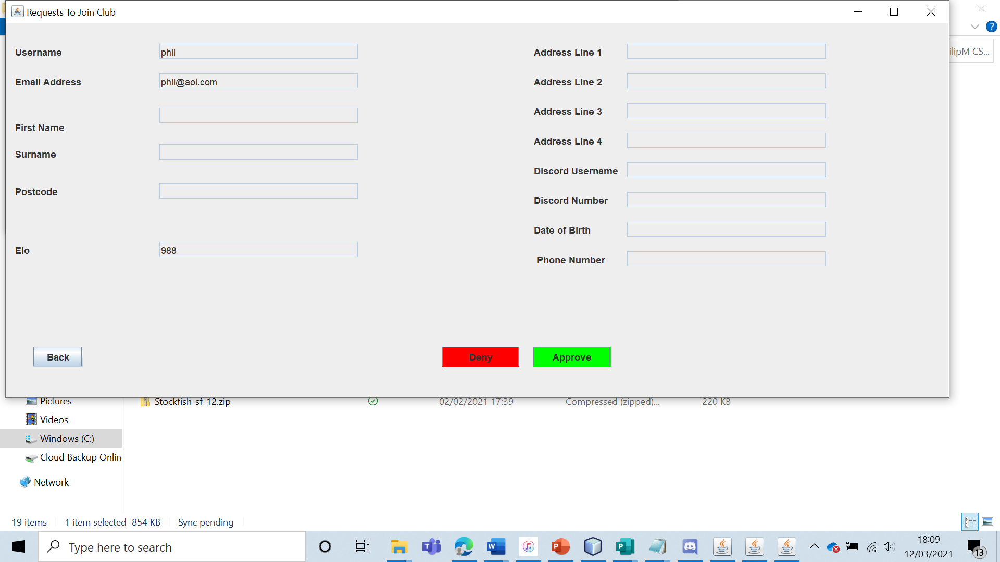 Requests To Join Club
ilipM CS...
Username
phil
Email Address
phil@aol.com
First Name
Surname
Postcode
Elo
988
Address Line 1
Address Line 2
Address Line 3
Address Line 4
Discord Username
Discord Number
Date of Birth
Phone Number
Back
Deny
Approve
Pictures
Stockfish-sf_12.zip
02/02/2021 17:39
Compressed (zipped)...
220 KB
Videos
Windows (C:)
Cloud Backup Onlin
Network
19 items
1 item selected 854 KB
Sync pending
Type here to search
18:09
12/03/2021
13